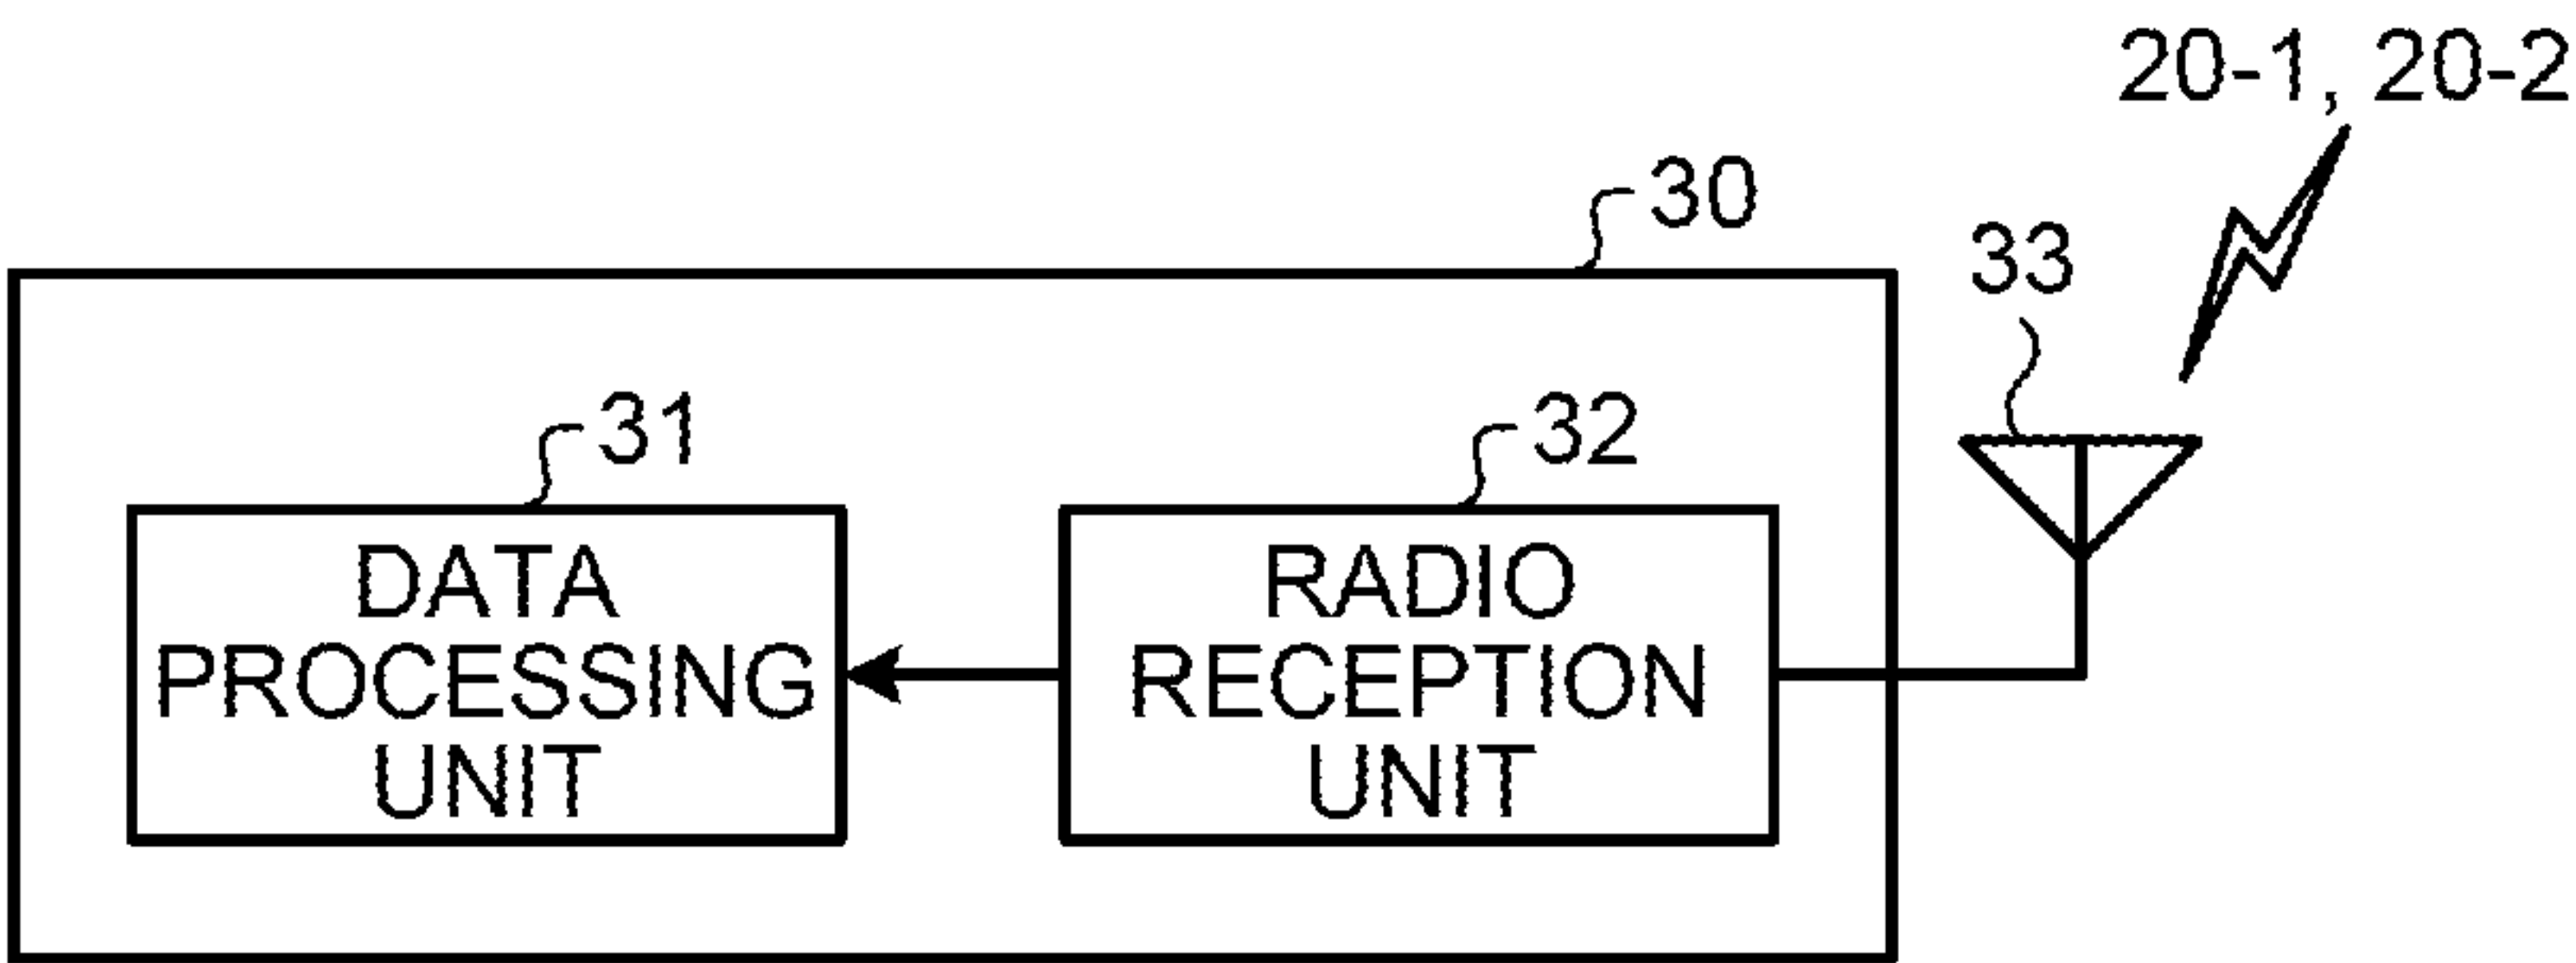 20-1, 20-2
30
33
31
32
DATA
PROCESSING
UNIT
RADIO
RECEPTION
UNIT